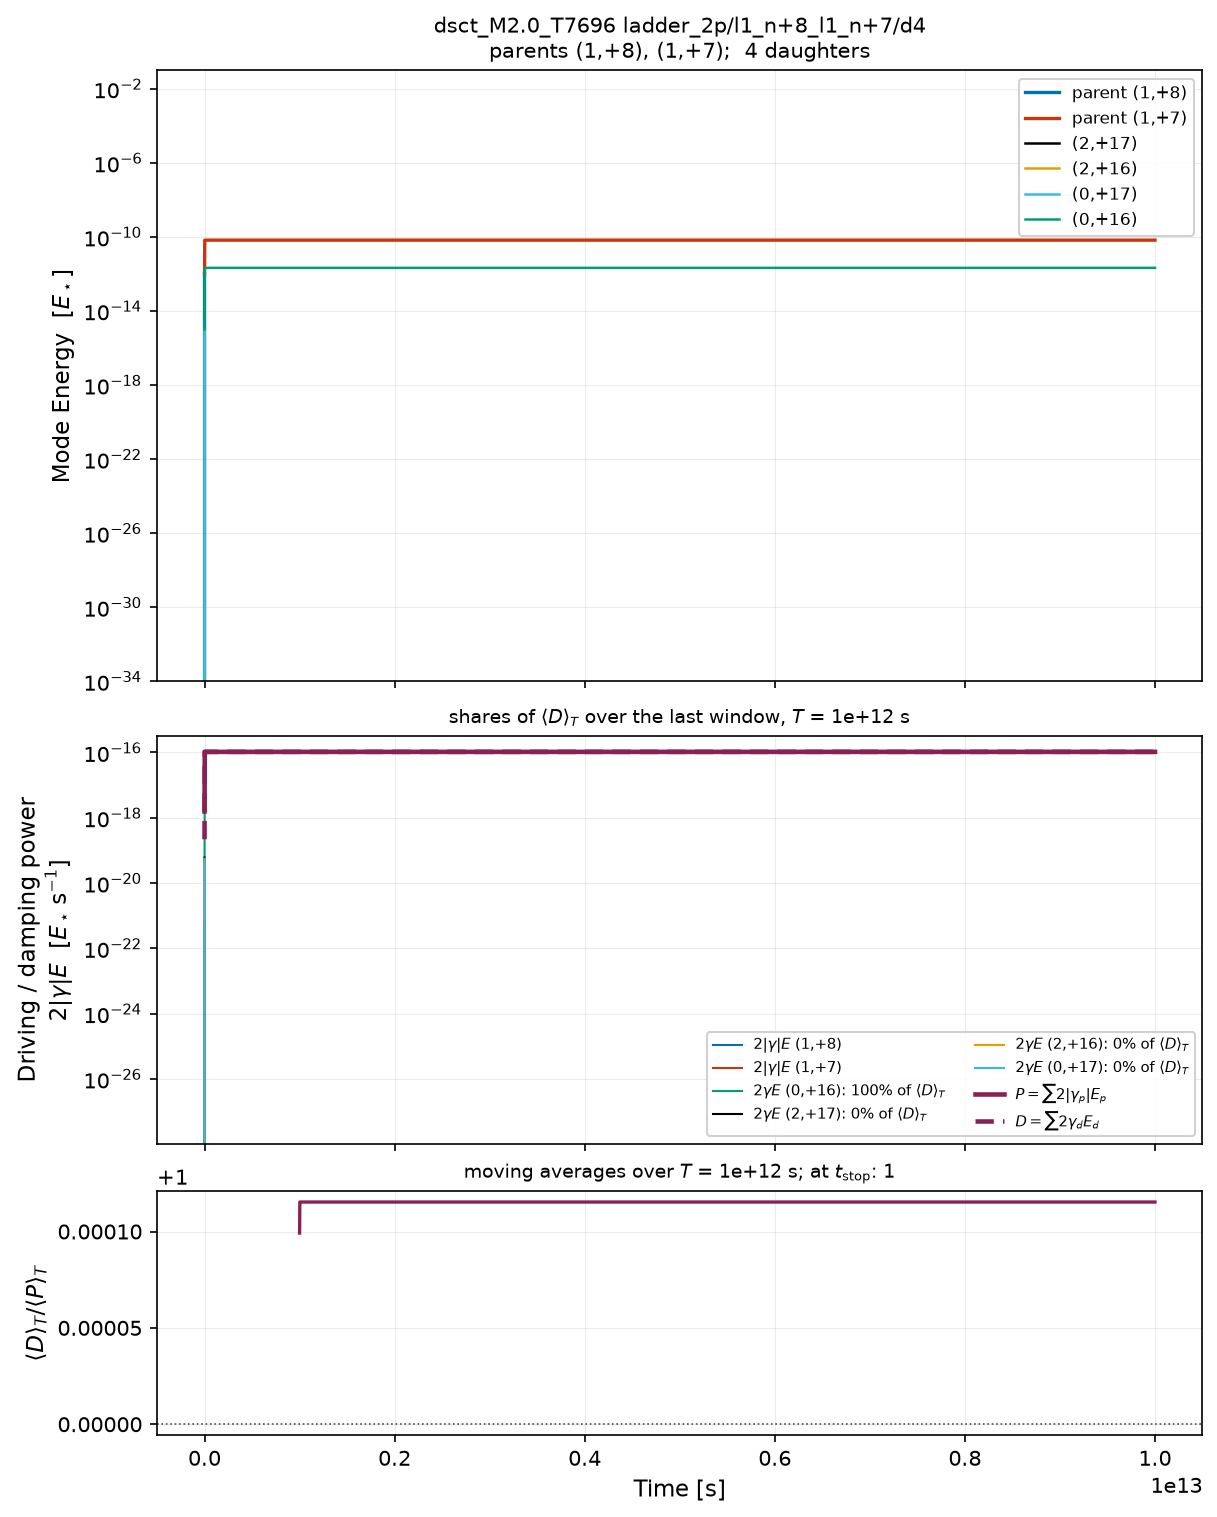 dsct_M2.0_T7696 ladder_2p/l1_n+8_l1_n+7/d4
parents (1,+8), (1,+7);  4 daughters
10⁻²
10⁻⁶
10⁻¹⁰
10⁻¹⁴
10⁻¹⁸
10⁻²²
10⁻²⁶
10⁻³⁰
10⁻³⁴
Mode Energy [E⋆]
parent (1,+8)
parent (1,+7)
(2,+17)
(2,+16)
(0,+17)
(0,+16)
shares of ⟨D⟩_T over the last window, T = 1e+12 s
10⁻¹⁶
10⁻¹⁸
10⁻²⁰
10⁻²²
10⁻²⁴
10⁻²⁶
Driving / damping power
2|γ|E [E⋆ s⁻¹]
2|γ|E (1,+8)
2|γ|E (1,+7)
2γE (0,+16): 100% of ⟨D⟩_T
2γE (2,+17): 0% of ⟨D⟩_T
2γE (2,+16): 0% of ⟨D⟩_T
2γE (0,+17): 0% of ⟨D⟩_T
P = ∑2|γ_p|E_p
D = ∑2γ_d E_d
moving averages over T = 1e+12 s; at t_stop: 1
+1
0.00010
0.00005
0.00000
⟨D⟩_T/⟨P⟩_T
0.0
0.2
0.4
0.6
0.8
1.0
1e13
Time [s]